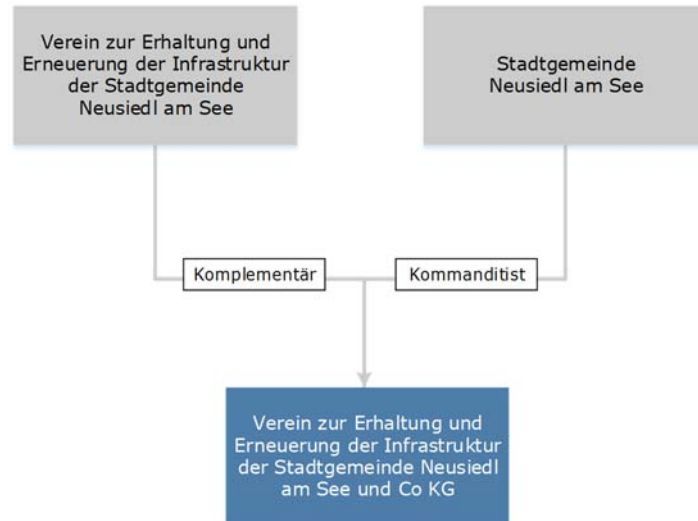 Verein zur Erhaltung und
Erneuerung der Infrastruktur
der Stadtgemeinde
Neusiedl am See
Stadtgemeinde
Neusiedl am See
Komplementär
Kommanditist
Verein zur Erhaltung und
Erneuerung der Infrastruktur
der Stadtgemeinde Neusiedl
am See und Co KG